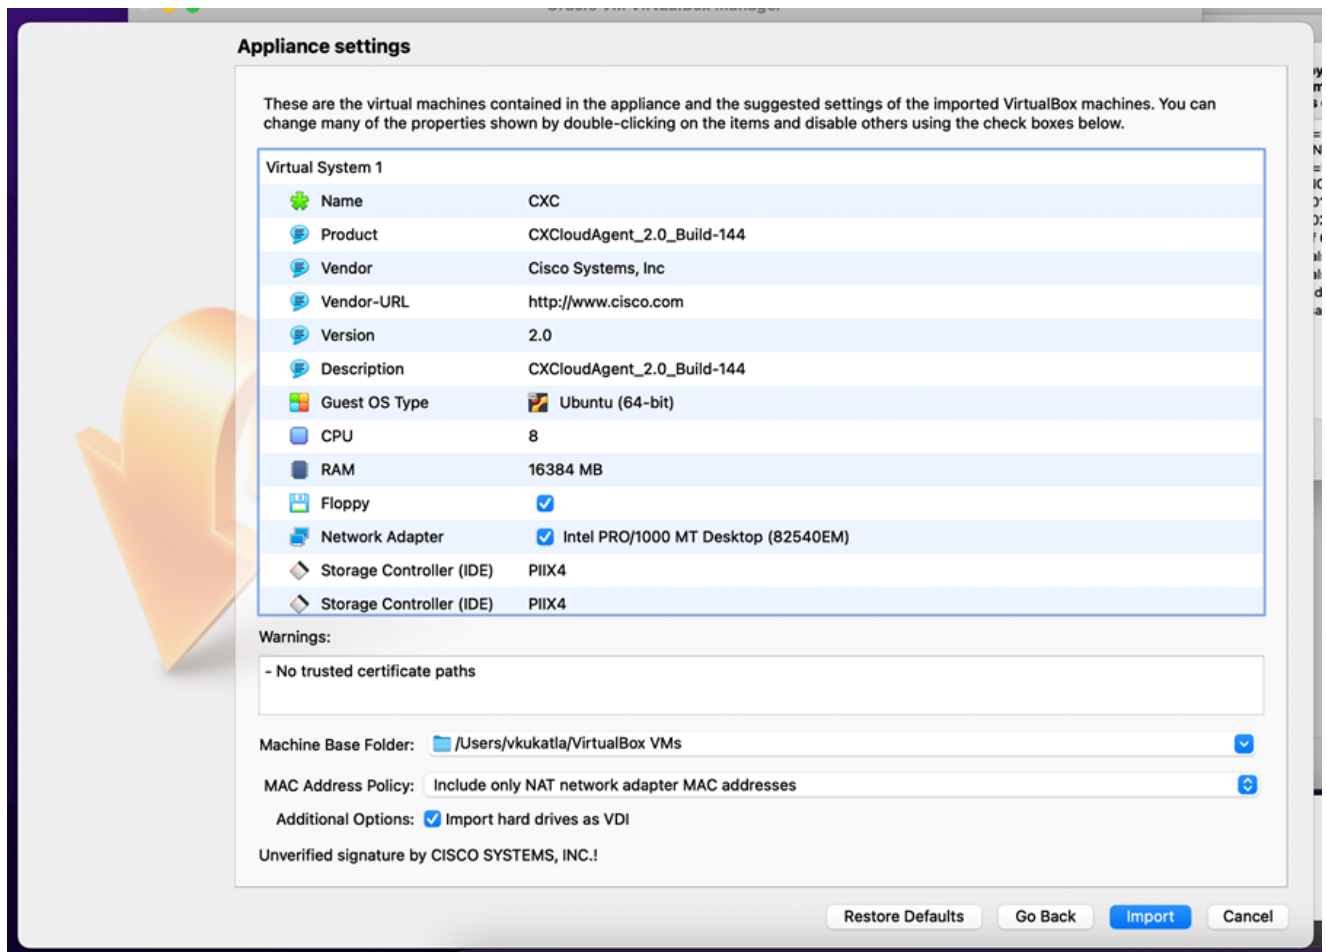 Oracle VM VirtualBox Manager
Appliance settings
These are the virtual machines contained in the appliance and the suggested settings of the imported VirtualBox machines. You can
change many of the properties shown by double-clicking on the items and disable others using the check boxes below.
Virtual System 1
Name CXC
Product CXCloudAgent_2.0_Build-144
Vendor Cisco Systems, Inc
Vendor-URL http://www.cisco.com
Version 2.0
Description CXCloudAgent_2.0_Build-144
Guest OS Type Ubuntu (64-bit)
CPU 8
RAM 16384 MB
Floppy
Network Adapter Intel PRO/1000 MT Desktop (82540EM)
Storage Controller (IDE) PIIX4
Storage Controller (IDE) PIIX4
Warnings:
- No trusted certificate paths
Machine Base Folder: /Users/vkukatla/VirtualBox VMs
MAC Address Policy: Include only NAT network adapter MAC addresses
Additional Options: Import hard drives as VDI
Unverified signature by CISCO SYSTEMS, INC.!
Restore Defaults Go Back Import Cancel